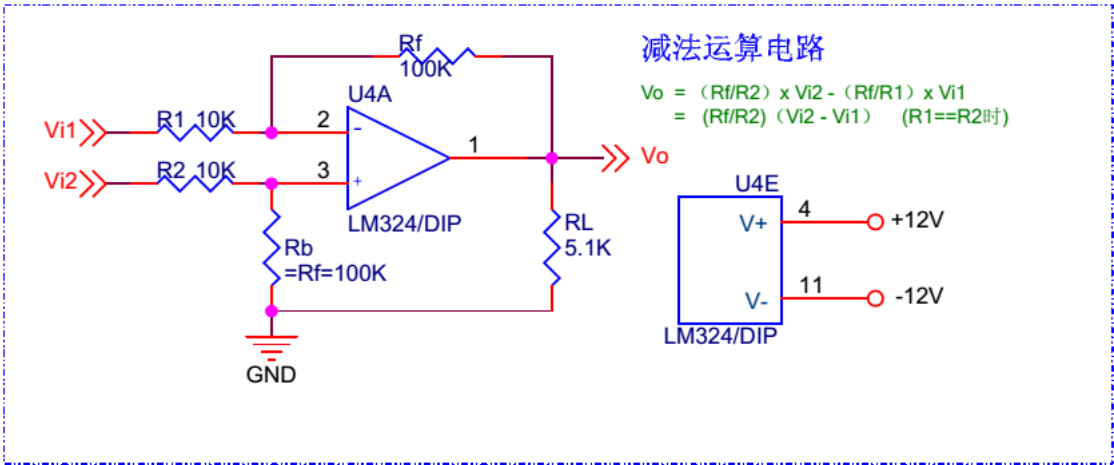 减法运算电路
Vo = （Rf/R2）x Vi2 -（Rf/R1）x Vi1
= （Rf/R2)（Vi2 - Vi1） (R1==R2时)
Rf
100K
U4A
Vi1
R1 10K
2
-
1
Vo
Vi2
R2 10K
3
+
LM324/DIP
Rb
=Rf=100K
RL
5.1K
GND
U4E
V+
4
+12V
V-
11
-12V
LM324/DIP